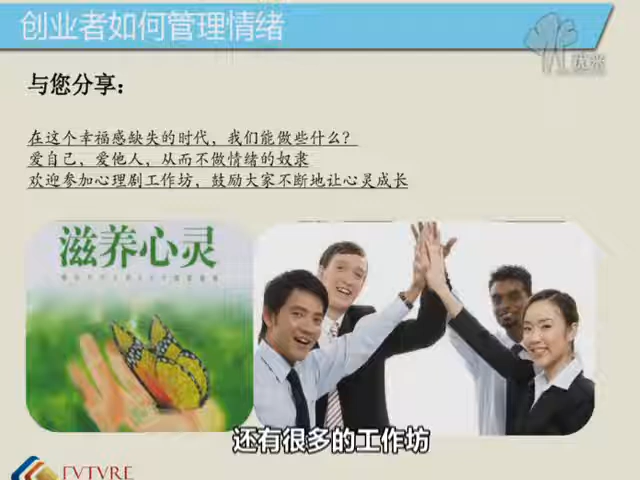 创业者如何管理情绪
与您分享：
在这个幸福感缺失的时代，我们能做些什么？
爱自己，爱他人，从而不做情绪的奴隶
欢迎参加心理剧工作坊，鼓励大家不断地让心灵成长
滋养心灵
还有很多的工作坊
FVTVRE